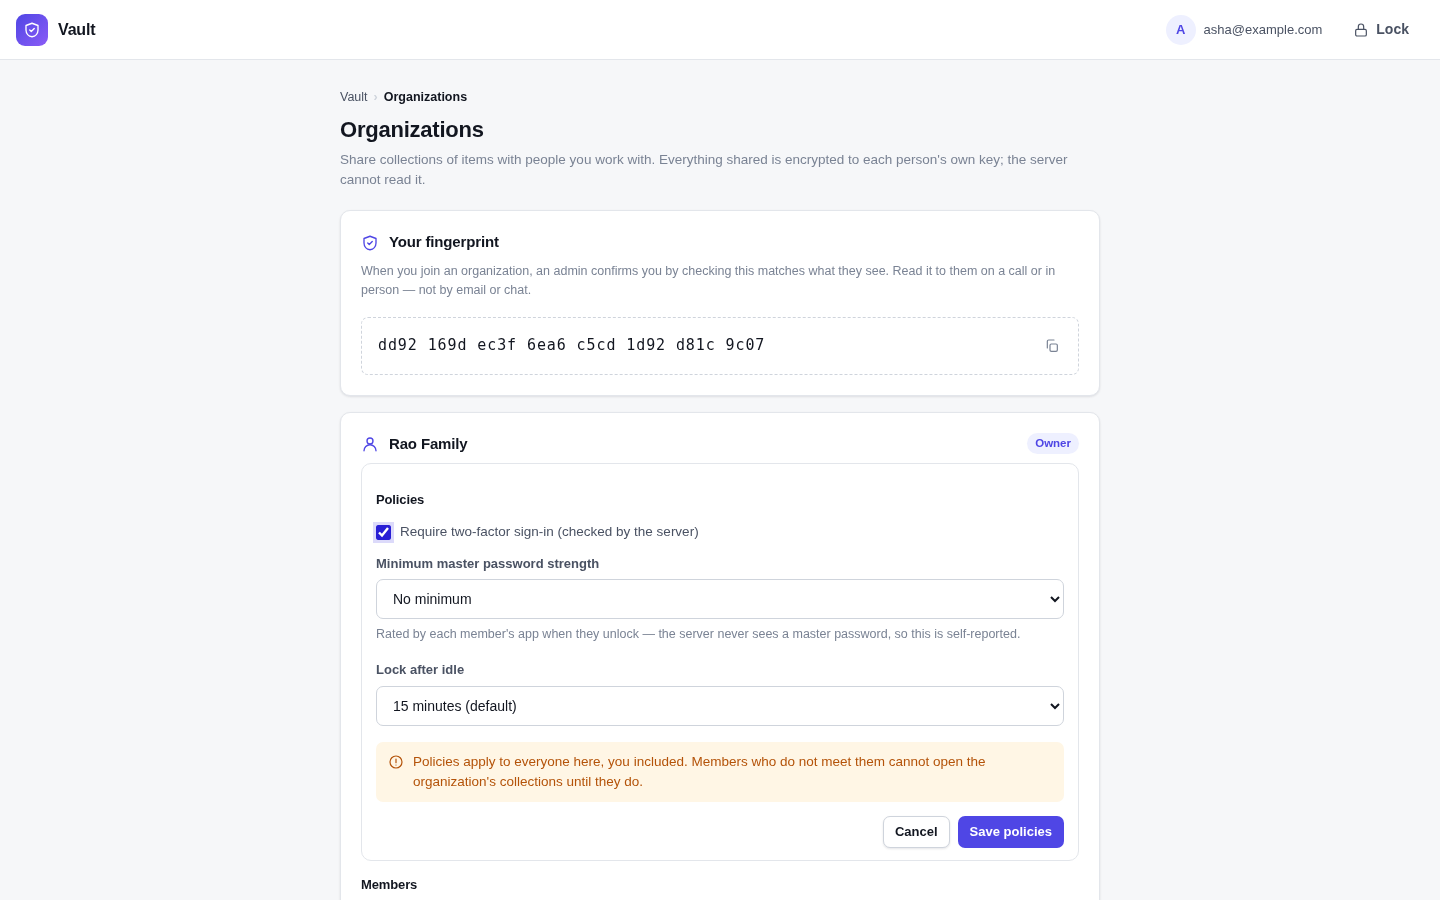 Vault
A
asha@example.com
Lock
Vault › Organizations
Organizations
Share collections of items with people you work with. Everything shared is encrypted to each person's own key; the server
cannot read it.
Your fingerprint
When you join an organization, an admin confirms you by checking this matches what they see. Read it to them on a call or in
person — not by email or chat.
dd92 169d ec3f 6ea6 c5cd 1d92 d81c 9c07
Rao Family
Owner
Policies
Require two-factor sign-in (checked by the server)
Minimum master password strength
No minimum
Rated by each member's app when they unlock — the server never sees a master password, so this is self-reported.
Lock after idle
15 minutes (default)
Policies apply to everyone here, you included. Members who do not meet them cannot open the
organization's collections until they do.
Cancel
Save policies
Members